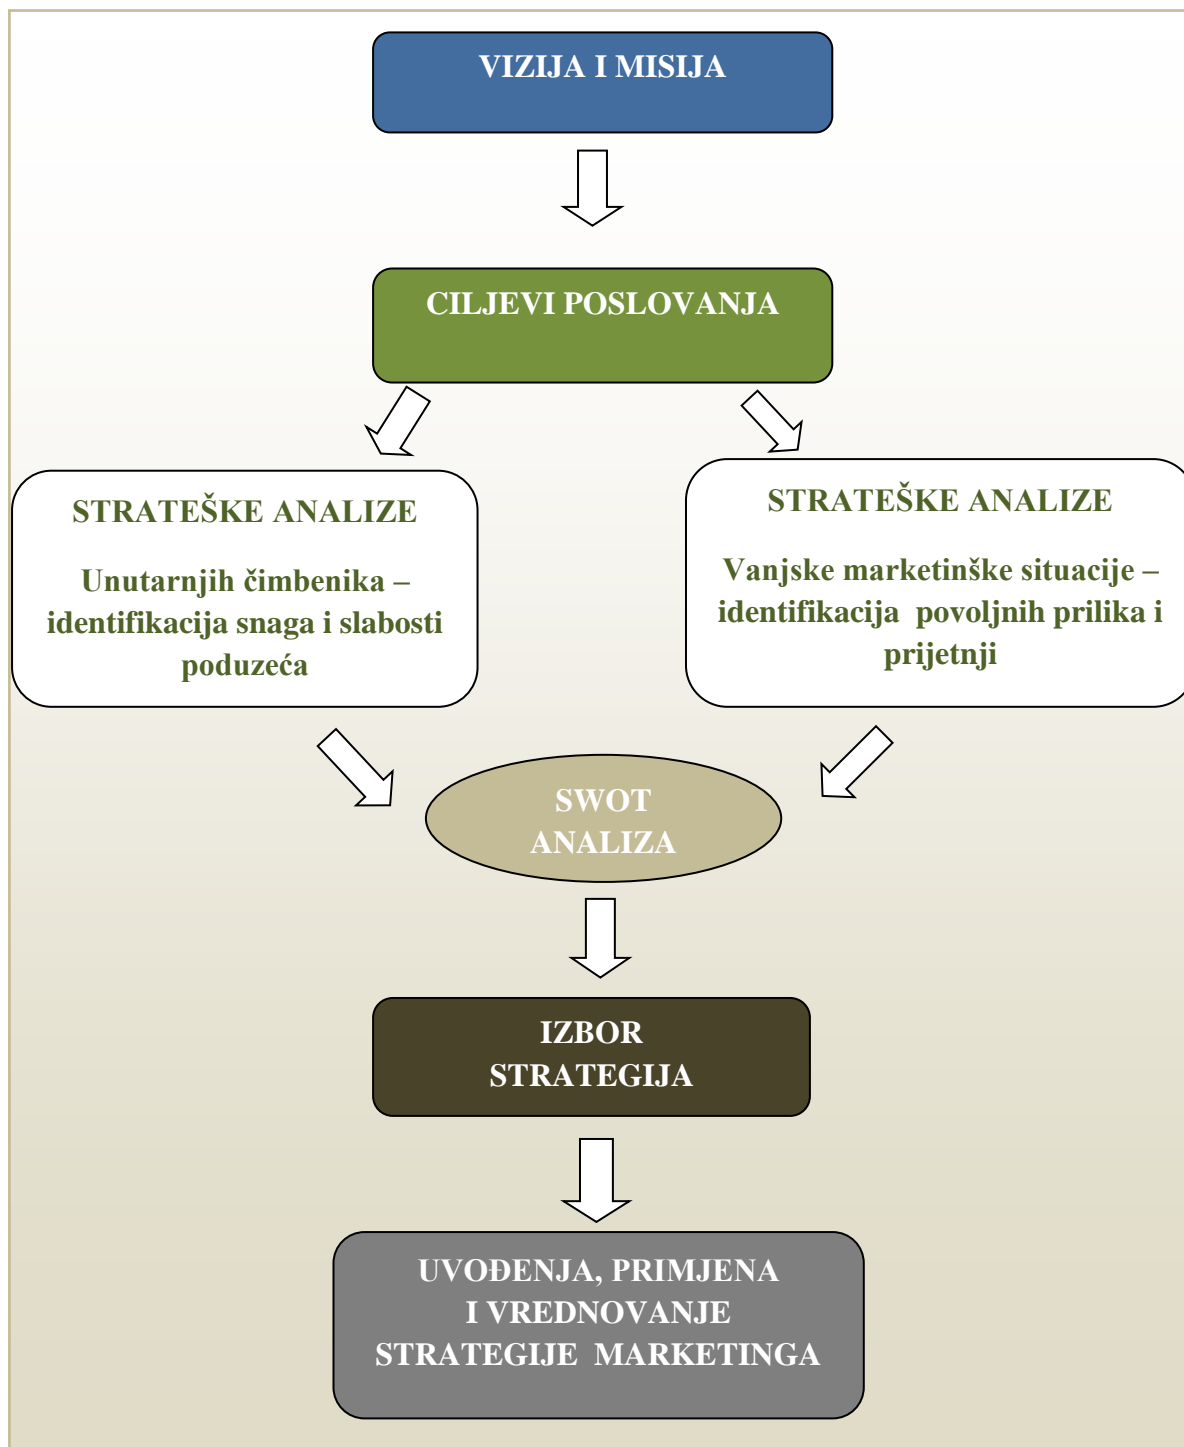 VIZIJA I MISIJA
CILJEVI POSLOVANJA
STRATEŠKE ANALIZE
Unutarnjih čimbenika –
identifikacija snaga i slabosti
poduzeća
STRATEŠKE ANALIZE
Vanjske marketinške situacije –
identifikacija povoljnih prilika i
prijetnji
SWOT
ANALIZA
IZBOR
STRATEGIJA
UVOĐENJA, PRIMJENA
I VREDNOVANJE
STRATEGIJE MARKETINGA